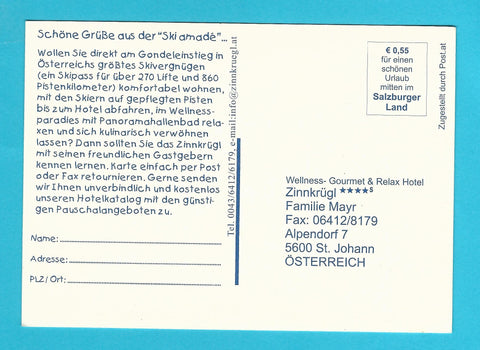 Schöne Grüße aus der "Ski amadé"...
Wollen Sie direkt am Gondeleinstieg in
Österreichs größtes Skivergnügen
(ein Skipass für über 270 Lifte und 860
Pistenkilometer) komfortabel wohnen,
mit den Skiern auf gepflegten Pisten
bis zum Hotel abfahren, im Wellness-
paradies mit Panoramahallenbad rela-
xen und sich kulinarisch verwöhnen
lassen? Dann sollten Sie das Zinnkrügl
mit seinen freundlichen Gastgebern
kennen lernen. Karte einfach per Post
oder Fax retournieren. Gerne senden
wir Ihnen unverbindlich und kostenlos
unseren Hotelkatalog mit den günsti-
gen Pauschalangeboten zu.
Name:
Adresse:
PLZ/Ort:
Tel. 0043/6412/6179, e-mail:info@zinnkruegl.at
€ 0,55
für einen
schönen
Urlaub
mitten im
Salzburger
Land
Zugestellt durch Post.at
Wellness- Gourmet & Relax Hotel
Zinnkrügl ****s
Familie Mayr
Fax: 06412/8179
Alpendorf 7
5600 St. Johann
ÖSTERREICH